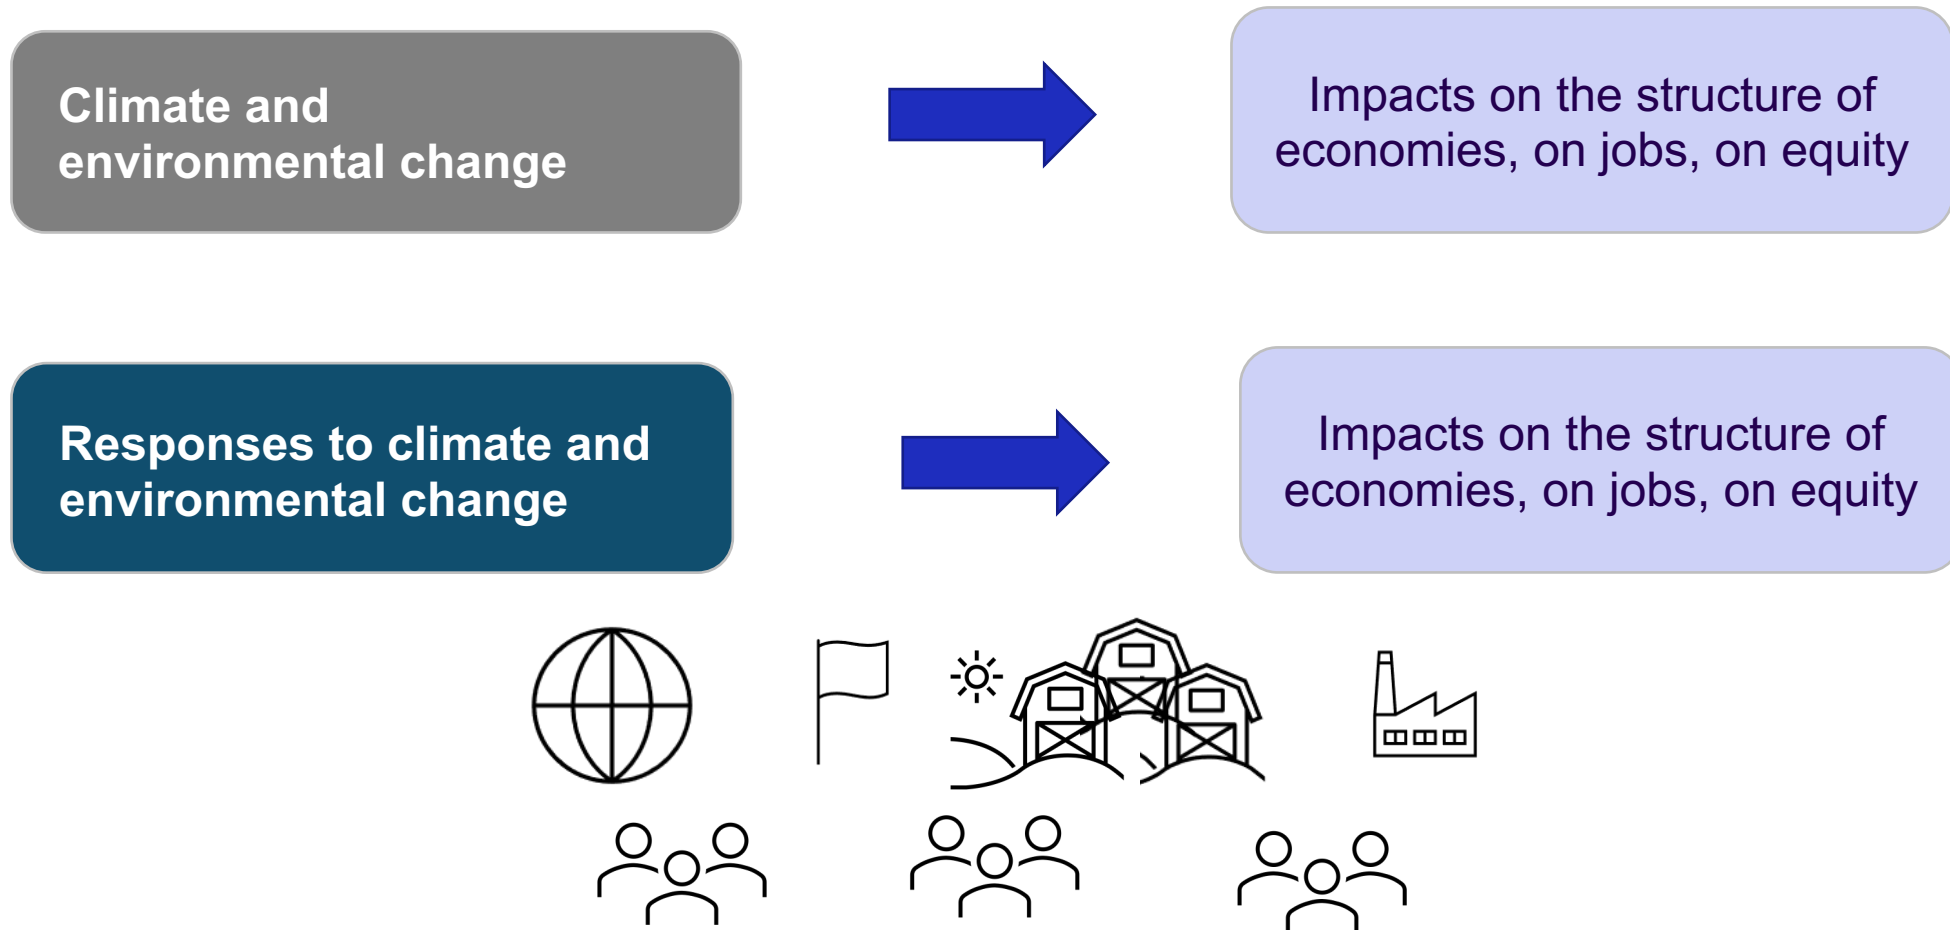 Climate and
environmental change
Impacts on the structure of
economies, on jobs, on equity
Responses to climate and
environmental change
Impacts on the structure of
economies, on jobs, on equity